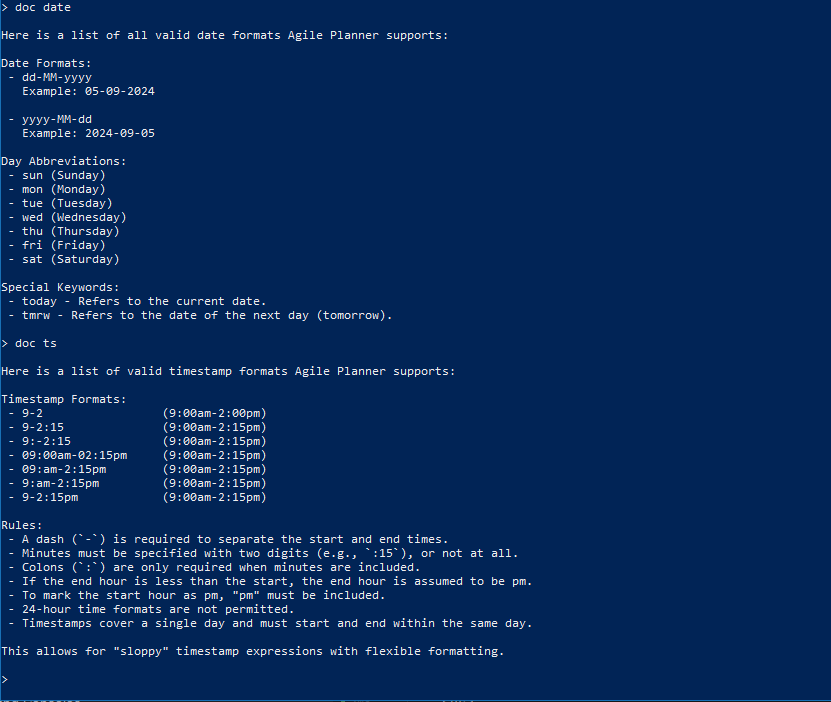 > doc date
Here is a list of all valid date formats Agile Planner supports:
Date Formats:
- dd-MM-yyyy
Example: 05-09-2024
- yyyy-MM-dd
Example: 2024-09-05
Day Abbreviations:
- sun (Sunday)
- mon (Monday)
- tue (Tuesday)
- wed (Wednesday)
- thu (Thursday)
- fri (Friday)
- sat (Saturday)
Special Keywords:
- today - Refers to the current date.
- tmrw - Refers to the date of the next day (tomorrow).
> doc ts
Here is a list of valid timestamp formats Agile Planner supports:
Timestamp Formats:
- 9-2 (9:00am-2:00pm)
- 9-2:15 (9:00am-2:15pm)
- 9:-2:15 (9:00am-2:15pm)
- 09:00am-02:15pm (9:00am-2:15pm)
- 09:am-2:15pm (9:00am-2:15pm)
- 9:am-2:15pm (9:00am-2:15pm)
- 9-2:15pm (9:00am-2:15pm)
Rules:
- A dash (`-`) is required to separate the start and end times.
- Minutes must be specified with two digits (e.g., `:15`), or not at all.
- Colons (`:`) are only required when minutes are included.
- If the end hour is less than the start, the end hour is assumed to be pm.
- To mark the start hour as pm, "pm" must be included.
- 24-hour time formats are not permitted.
- Timestamps cover a single day and must start and end within the same day.
This allows for "sloppy" timestamp expressions with flexible formatting.
>